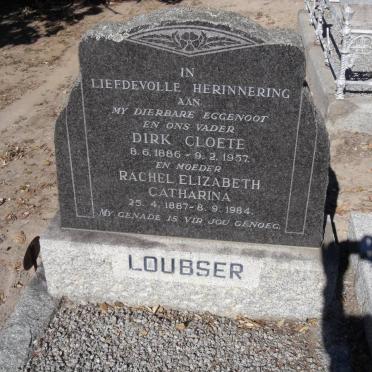 IN
LIEFDEVOLLE HERINNERING
AAN
MY DIERBARE EGGENOOT
EN ONS VADER
DIRK CLOETE
8.6.1886 - 9.2.1957.
EN MOEDER
RACHEL ELIZABETH
CATHARINA
25.4.1887 - 8.9.1984.
MY GENADE IS VIR JOU GENOEG.
LOUBSER